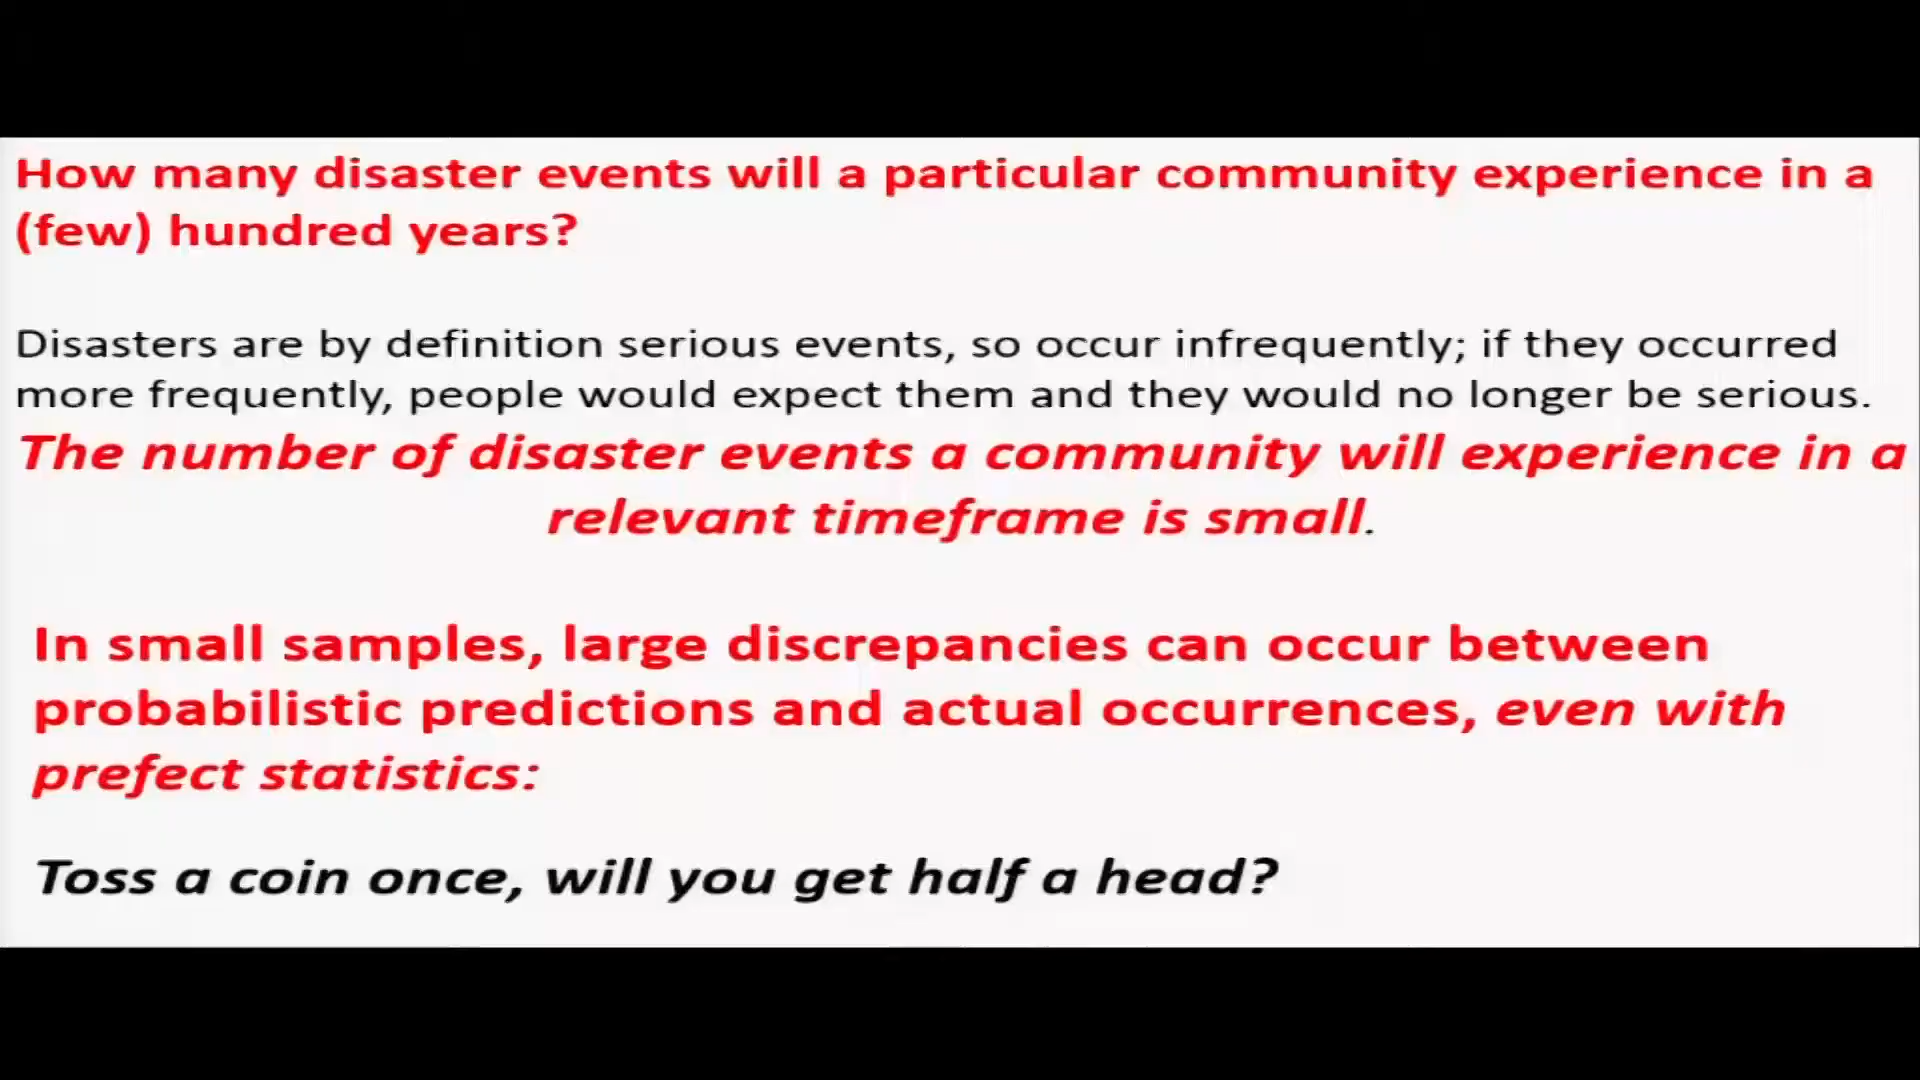 How many disaster events will a particular community experience in a
(few) hundred years?
Disasters are by definition serious events, so occur infrequently; if they occurred
more frequently, people would expect them and they would no longer be serious.
The number of disaster events a community will experience in a
relevant timeframe is small.
In small samples, large discrepancies can occur between
probabilistic predictions and actual occurrences, even with
prefect statistics:
Toss a coin once, will you get half a head?